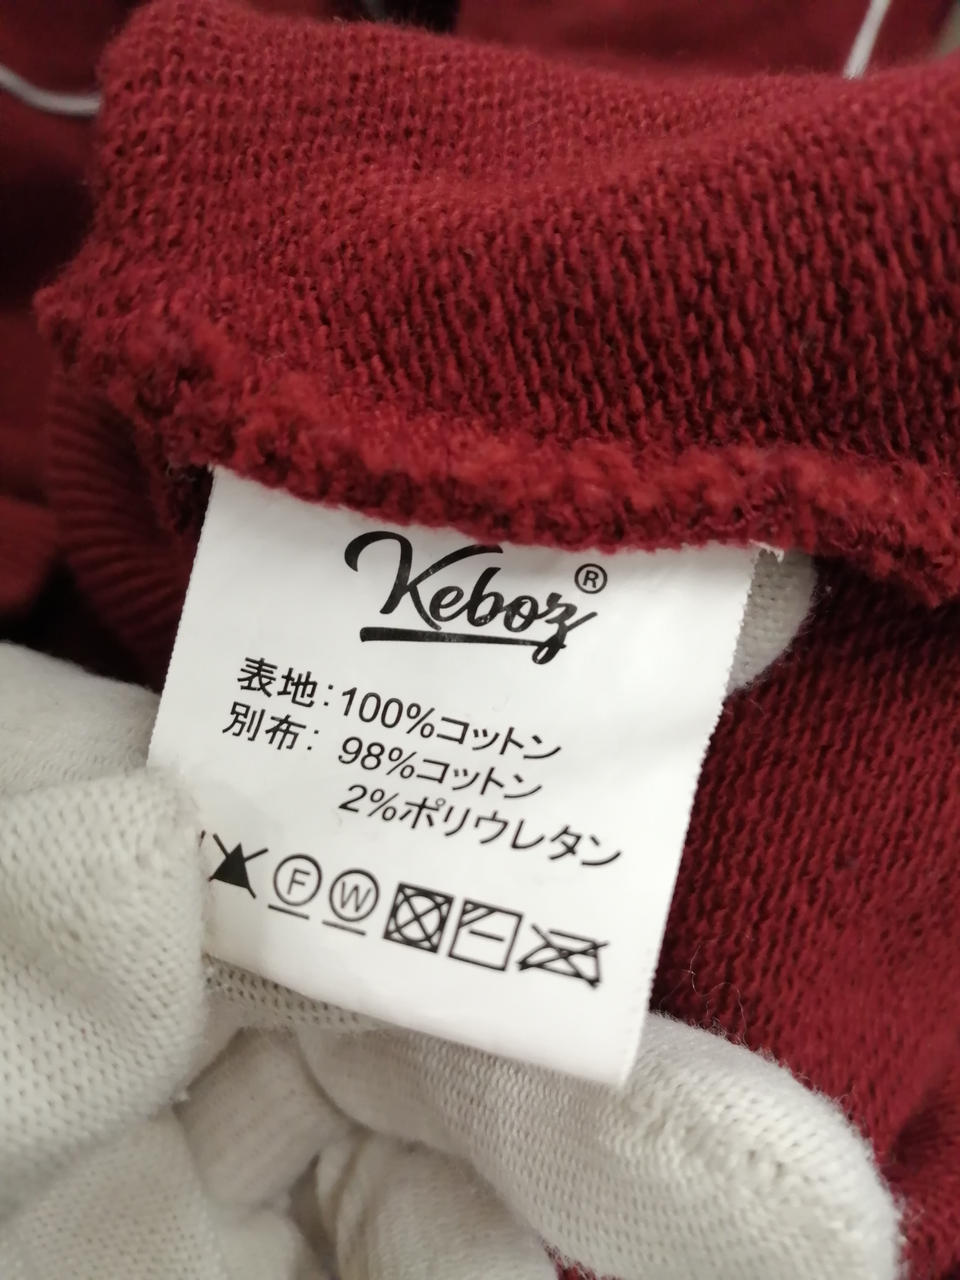 Keboz®
表地:100%コットン
別布: 98%コットン
2%ポリウレタン
F W